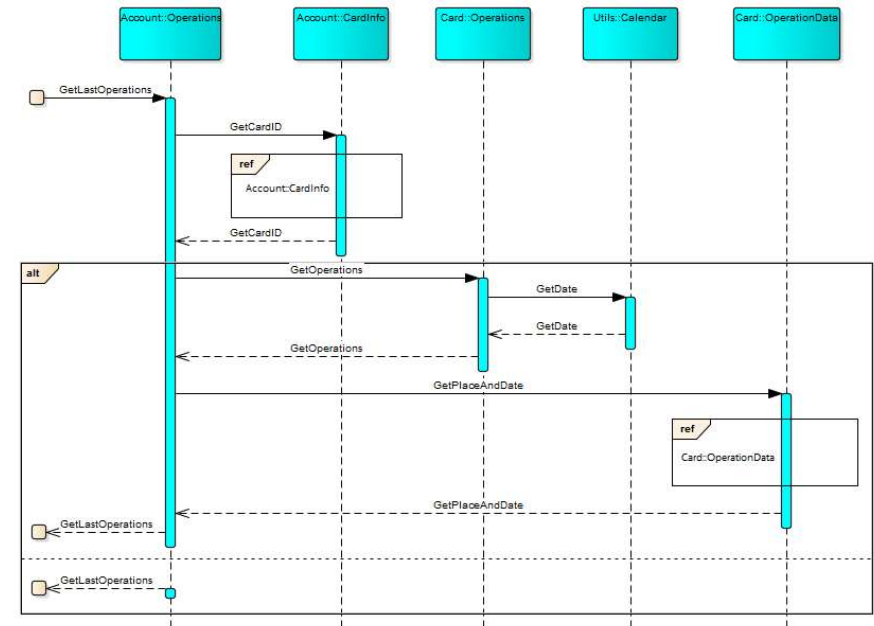 Account::Operations
Account::CardInfo
Card::Operations
Utils::Calendar
Card::OperationData
GetLastOperations
GetCardID
ref
Account::CardInfo
GetCardID
alt
GetOperations
GetDate
GetDate
GetOperations
GetPlaceAndDate
ref
Card::OperationData
GetPlaceAndDate
GetLastOperations
GetLastOperations